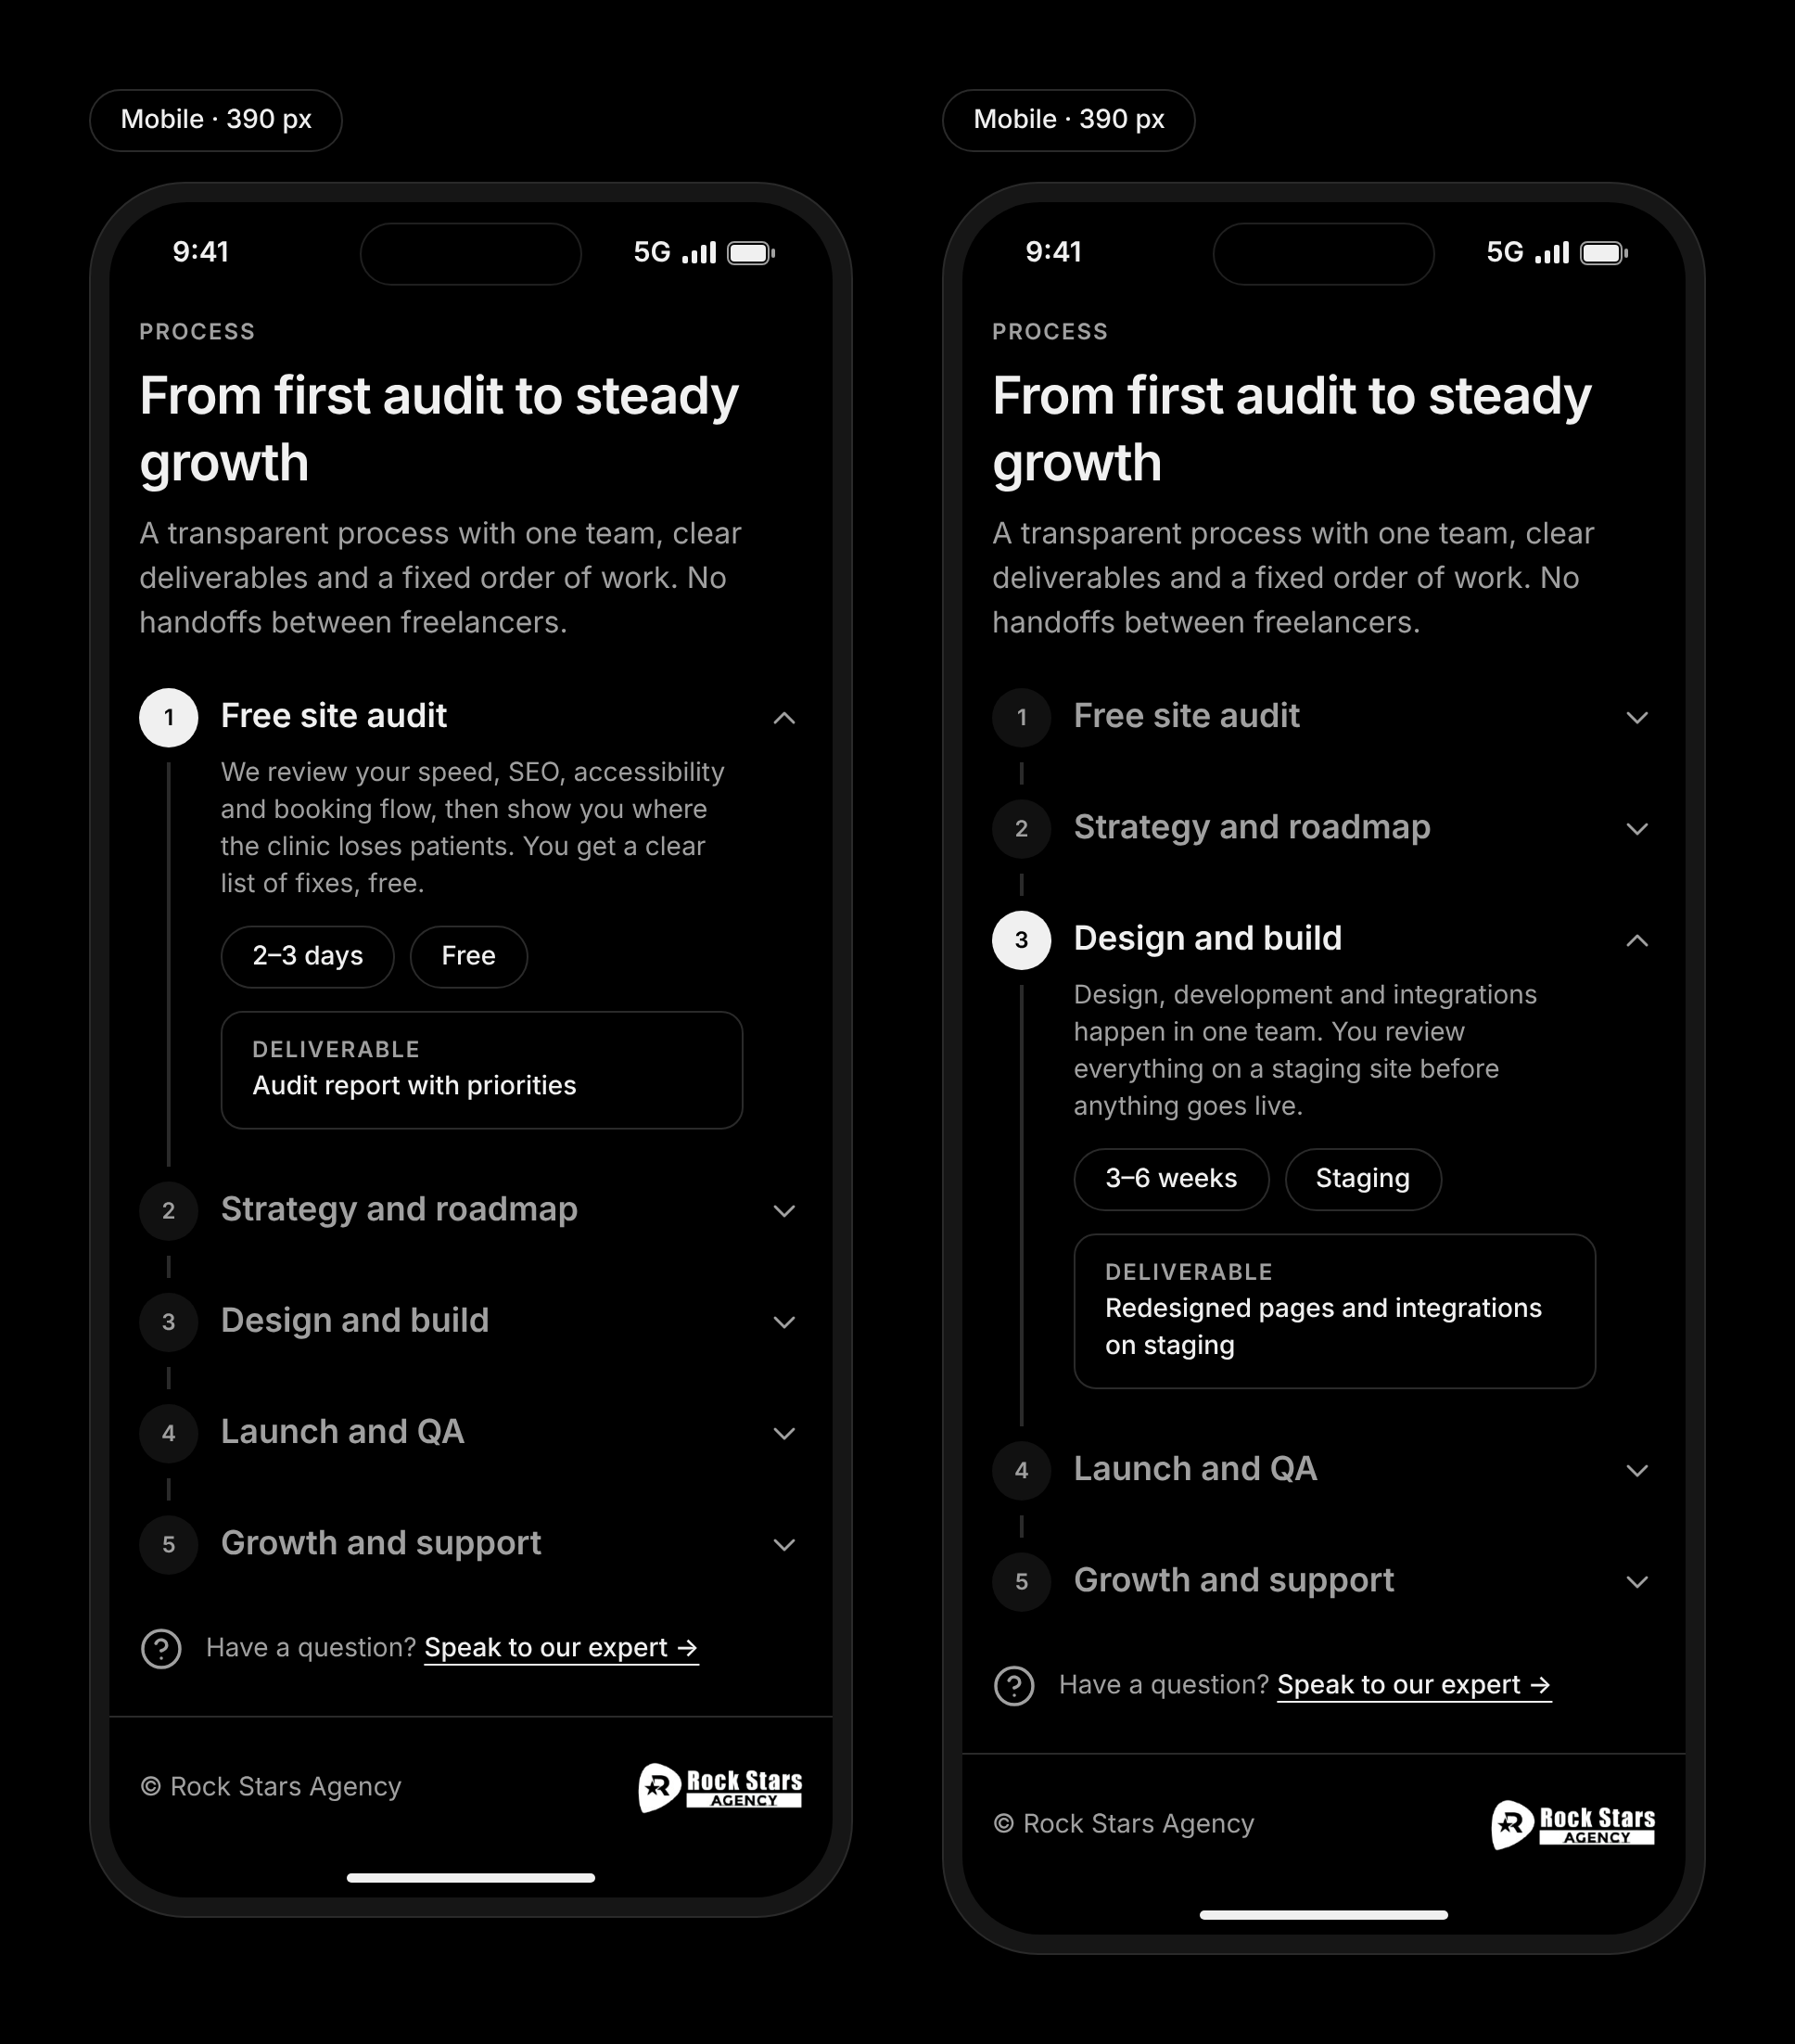 Mobile · 390 px
9:41
5G
PROCESS
From first audit to steady
growth
A transparent process with one team, clear
deliverables and a fixed order of work. No
handoffs between freelancers.
1
Free site audit
We review your speed, SEO, accessibility
and booking flow, then show you where
the clinic loses patients. You get a clear
list of fixes, free.
2–3 days
Free
DELIVERABLE
Audit report with priorities
2
Strategy and roadmap
3
Design and build
4
Launch and QA
5
Growth and support
Have a question? Speak to our expert →
© Rock Stars Agency
R
Rock Stars
AGENCY
Mobile · 390 px
9:41
5G
PROCESS
From first audit to steady
growth
A transparent process with one team, clear
deliverables and a fixed order of work. No
handoffs between freelancers.
1
Free site audit
2
Strategy and roadmap
3
Design and build
Design, development and integrations
happen in one team. You review
everything on a staging site before
anything goes live.
3–6 weeks
Staging
DELIVERABLE
Redesigned pages and integrations
on staging
4
Launch and QA
5
Growth and support
Have a question? Speak to our expert →
© Rock Stars Agency
R
Rock Stars
AGENCY